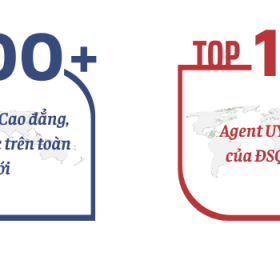 00+
Cao đẳng,
trên toàn
ới
TOP 1
Agent UY
của ĐSQ